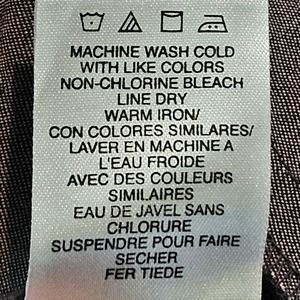 MACHINE WASH COLD
WITH LIKE COLORS
NON-CHLORINE BLEACH
LINE DRY
WARM IRON/
CON COLORES SIMILARES/
LAVER EN MACHINE A
L'EAU FROIDE
AVEC DES COULEURS
SIMILAIRES
EAU DE JAVEL SANS
CHLORURE
SUSPENDRE POUR FAIRE
SECHER
FER TIEDE